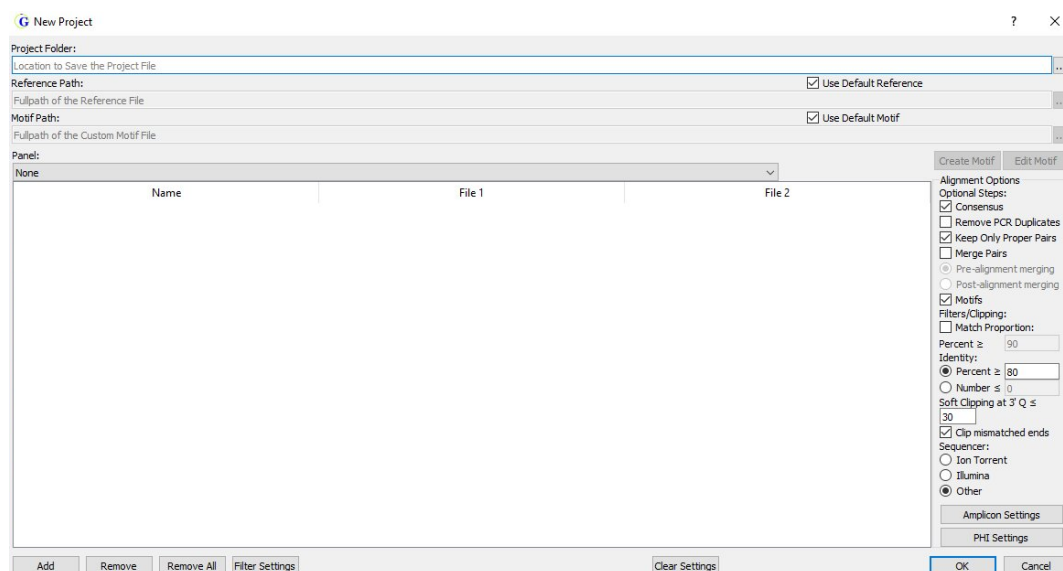 G New Project ? X
Project Folder:
Location to Save the Project File ..
Reference Path: Use Default Reference
Fullpath of the Reference File ..
Motif Path: Use Default Motif
Fullpath of the Custom Motif File ..
Panel: Create Motif Edit Motif
None
Name File 1 File 2
Alignment Options
Optional Steps:
Consensus
Remove PCR Duplicates
Keep Only Proper Pairs
Merge Pairs
Pre-alignment merging
Post-alignment merging
Motifs
Filters/Clipping:
Match Proportion:
Percent ≥ 90
Identity:
Percent ≥ 80
Number ≤ 0
Soft Clipping at 3' Q ≤
30
Clip mismatched ends
Sequencer:
Ion Torrent
Illumina
Other
Amplicon Settings
PHI Settings
Add Remove Remove All Filter Settings Clear Settings OK Cancel